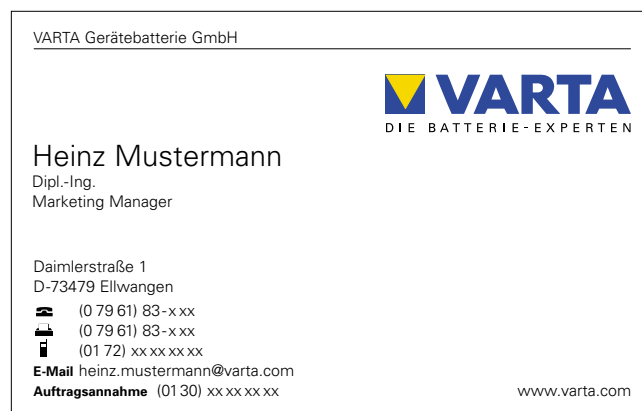 VARTA Gerätebatterie GmbH
VARTA
DIE BATTERIE-EXPERTEN
Heinz Mustermann
Dipl.-Ing.
Marketing Manager
Daimlerstraße 1
D-73479 Ellwangen
(0 79 61) 83-x xx
(0 79 61) 83-x xx
(01 72) xx xx xx xx
E-Mail heinz.mustermann@varta.com
Auftragsannahme (01 30) xx xx xx xx
www.varta.com